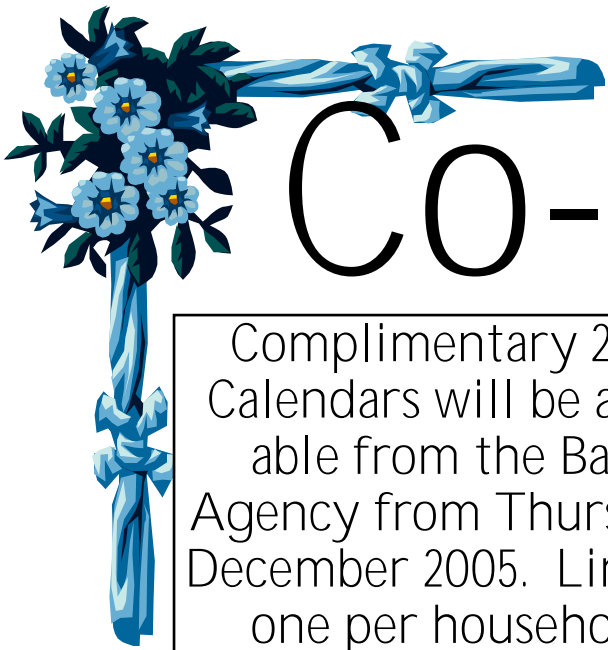 Co-
Complimentary 2
Calendars will be a
able from the Ba
Agency from Thurs
December 2005. Lin
one per househo